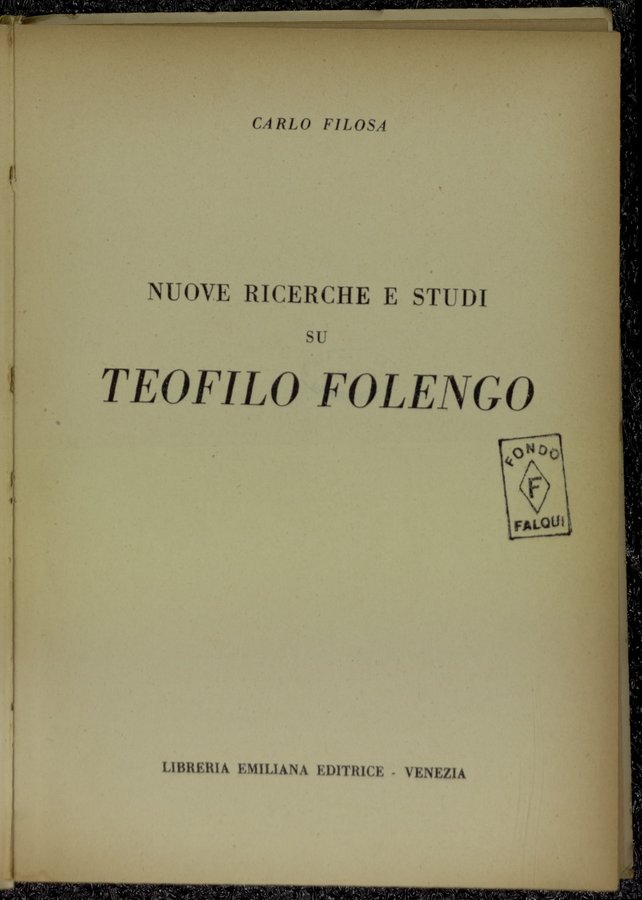 CARLO FILOSA
NUOVE RICERCHE E STUDI
SU
TEOFILO FOLENGO
FONDO
F
FALQUI
LIBRERIA EMILIANA EDITRICE - VENEZIA